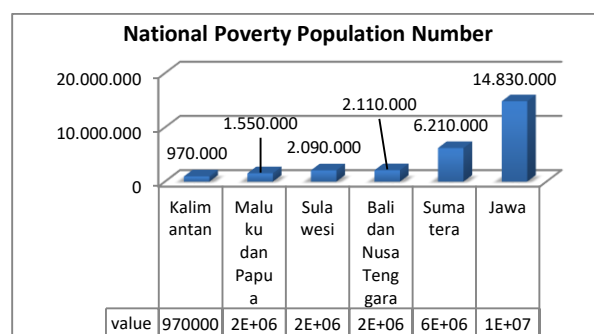 National Poverty Population Number
20.000.000
10.000.000
0
970.000
1.550.000
2.090.000
2.110.000
6.210.000
14.830.000
Kalim
antan
Malu
ku
dan
Papu
a
Sula
wesi
Bali
dan
Nusa
Teng
gara
Suma
tera
Jawa
value 970000 2E+06 2E+06 2E+06 6E+06 1E+07